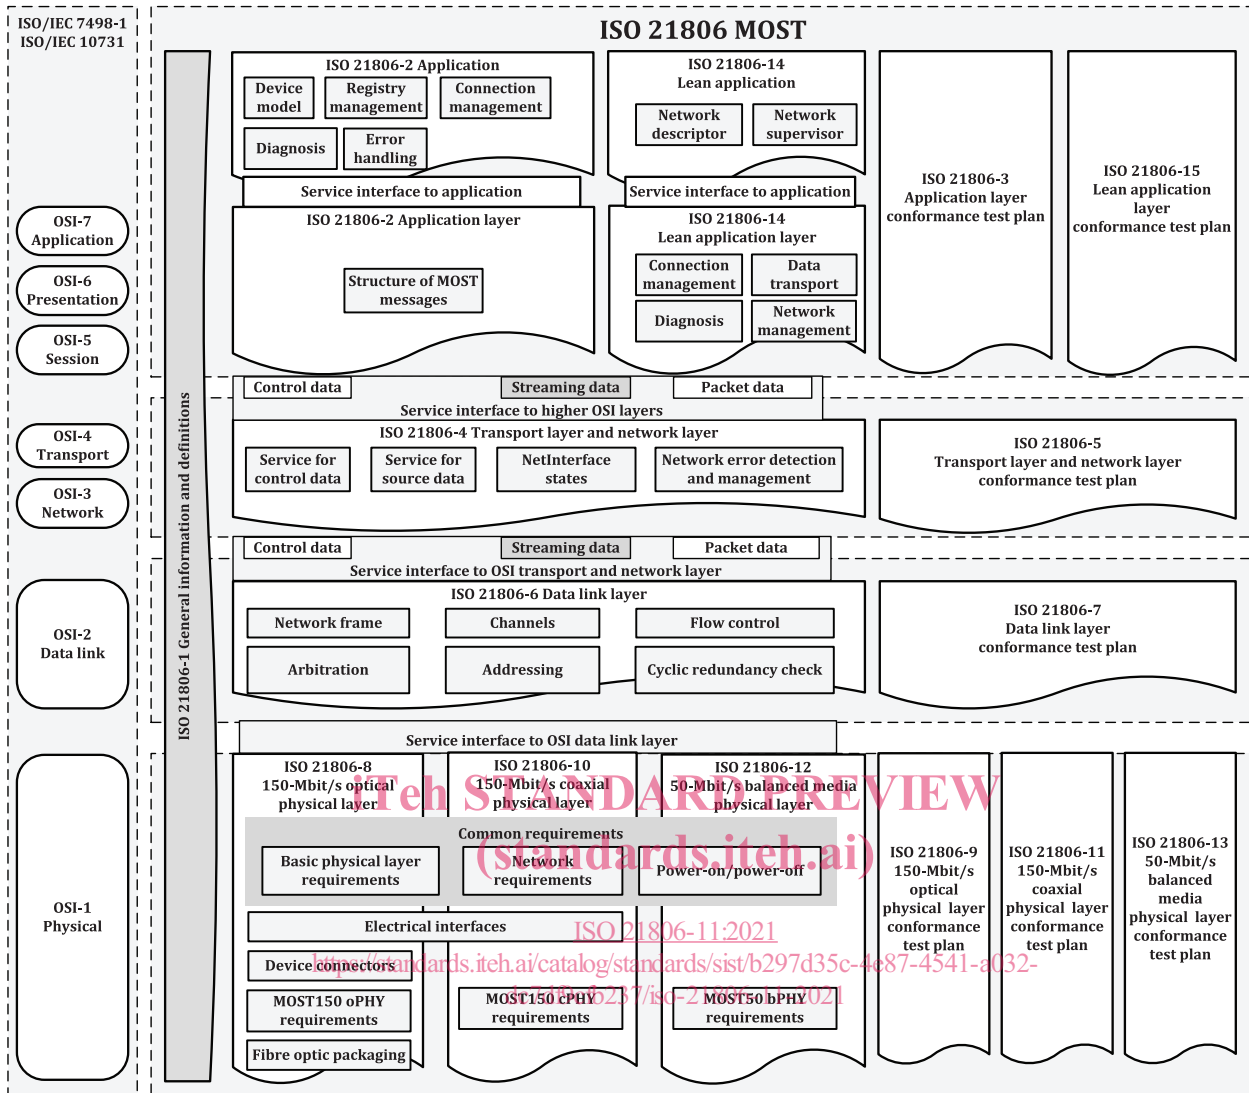 ISO/IEC 7498-1
ISO/IEC 10731
ISO 21806 MOST
ISO 21806-1 General information and definitions
OSI-7
Application
OSI-6
Presentation
OSI-5
Session
OSI-4
Transport
OSI-3
Network
OSI-2
Data link
OSI-1
Physical
ISO 21806-2 Application
Device
model
Registry
management
Connection
management
Diagnosis
Error
handling
Service interface to application
ISO 21806-2 Application layer
Structure of MOST
messages
ISO 21806-14
Lean application
Network
descriptor
Network
supervisor
Service interface to application
ISO 21806-14
Lean application layer
Connection
management
Data
transport
Diagnosis
Network
management
ISO 21806-3
Application layer
conformance test plan
ISO 21806-15
Lean application
layer
conformance test plan
Control data
Streaming data
Packet data
Service interface to higher OSI layers
ISO 21806-4 Transport layer and network layer
Service for
control data
Service for
source data
NetInterface
states
Network error detection
and management
ISO 21806-5
Transport layer and network layer
conformance test plan
Control data
Streaming data
Packet data
Service interface to OSI transport and network layer
ISO 21806-6 Data link layer
Network frame
Channels
Flow control
Arbitration
Addressing
Cyclic redundancy check
ISO 21806-7
Data link layer
conformance test plan
Service interface to OSI data link layer
ISO 21806-8
150-Mbit/s optical
physical layer
ISO 21806-10
150-Mbit/s coaxial
physical layer
ISO 21806-12
50-Mbit/s balanced media
physical layer
Common requirements
Basic physical layer
requirements
Network
requirements
Power-on/power-off
Electrical interfaces
Device connectors
MOST150 oPHY
requirements
Fibre optic packaging
MOST150 cPHY
requirements
MOST50 bPHY
requirements
ISO 21806-9
150-Mbit/s
optical
physical layer
conformance
test plan
ISO 21806-11
150-Mbit/s
coaxial
physical layer
conformance
test plan
ISO 21806-13
50-Mbit/s
balanced
media
physical layer
conformance
test plan
iTeh STANDARD PREVIEW
(standards.iteh.ai)
ISO 21806-11:2021
https://standards.iteh.ai/catalog/standards/sist/b297d35c-4e87-4541-a032-